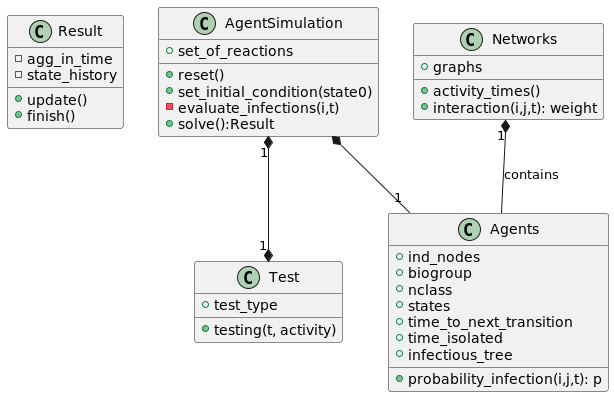 C Result
agg_in_time
state_history
update()
finish()
C AgentSimulation
set_of_reactions
reset()
set_initial_condition(state0)
evaluate_infections(i,t)
solve():Result
C Networks
graphs
activity_times()
interaction(i,j,t): weight
1
1
contains
1
1
C Test
test_type
testing(t, activity)
C Agents
ind_nodes
biogroup
nclass
states
time_to_next_transition
time_isolated
infectious_tree
probability_infection(i,j,t): p